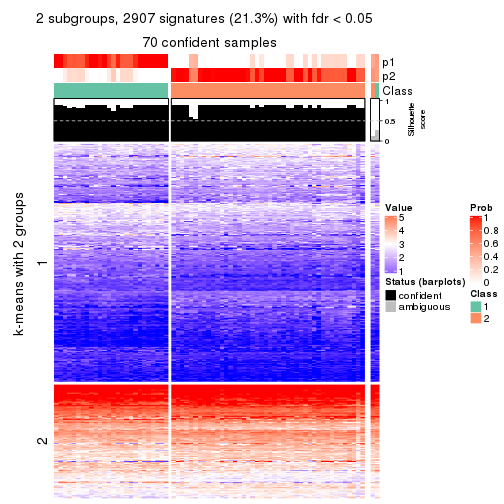 2 subgroups, 2907 signatures (21.3%) with fdr < 0.05
70 confident samples
p1
p2
Class
1
0.5
0
Silhouette
score
k-means with 2 groups
1
2
Value
5
4
3
2
1
Status (barplots)
confident
ambiguous
Prob
1
0.8
0.6
0.4
0.2
0
Class
1
2